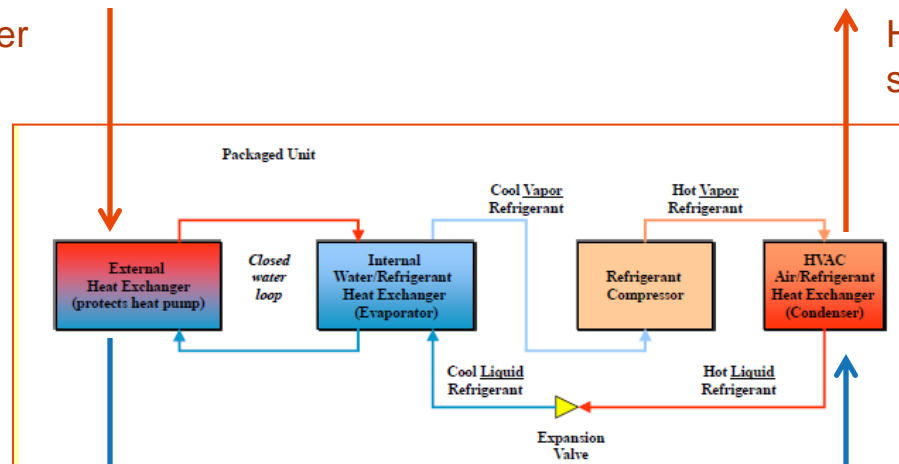 Packaged Unit
Cool Vapor
Refrigerant
Hot Vapor
Refrigerant
External
Heat Exchanger
(protects heat pump)
Closed
water
loop
Internal
Water/Refrigerant
Heat Exchanger
(Evaporator)
Refrigerant
Compressor
HVAC
Air/Refrigerant
Heat Exchanger
(Condenser)
Cool Liquid
Refrigerant
Hot Liquid
Refrigerant
Expansion
Valve